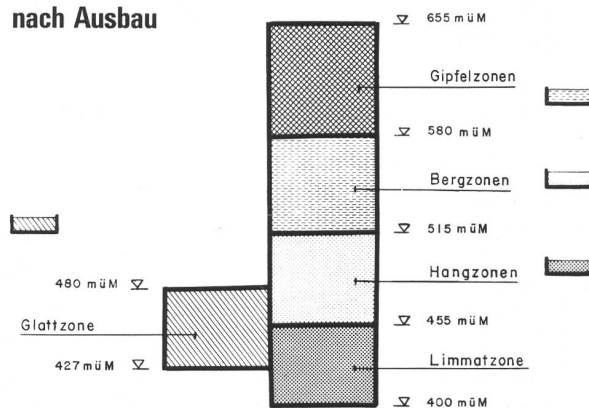 nach Ausbau
655 müM
Gipfelzonen
580 müM
Bergzonen
515 müM
480 müM
Hangzonen
Glattzone
455 müM
427 müM
Limmatzone
400 müM